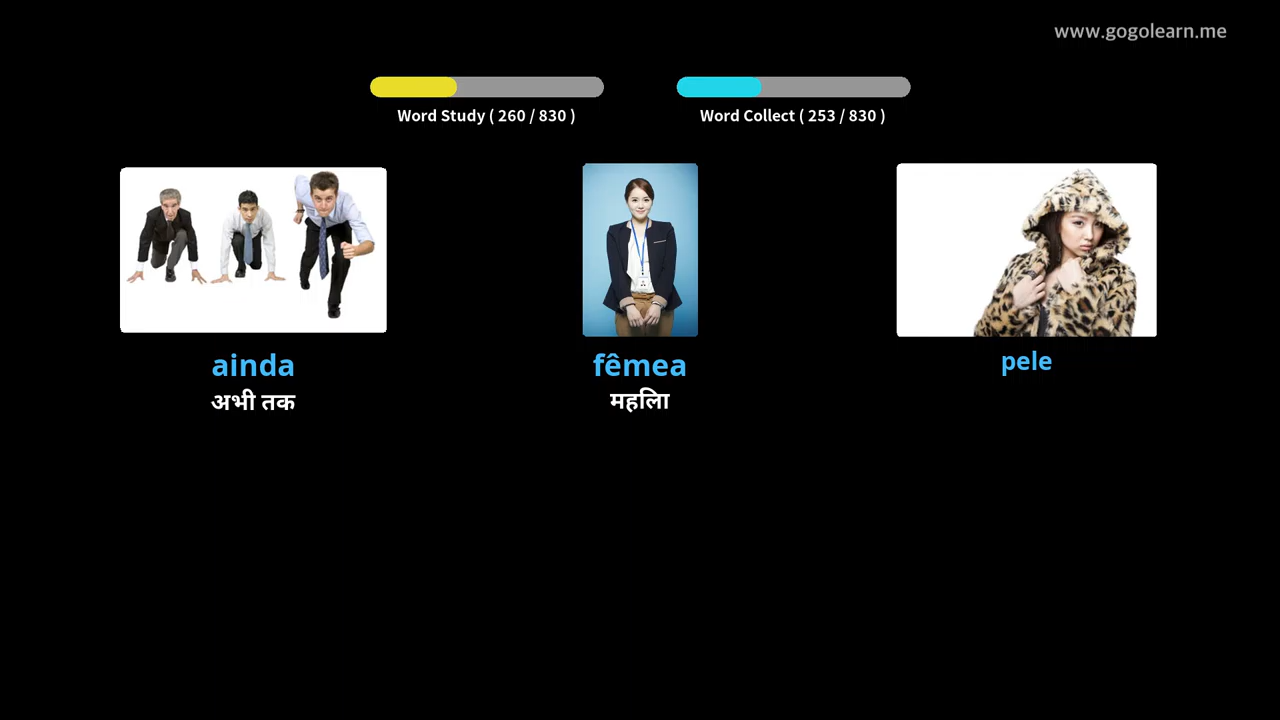 www.gogolearn.me
Word Study ( 260 / 830 )
Word Collect ( 253 / 830 )
ainda
fêmea
pele
अभी तक
महिला